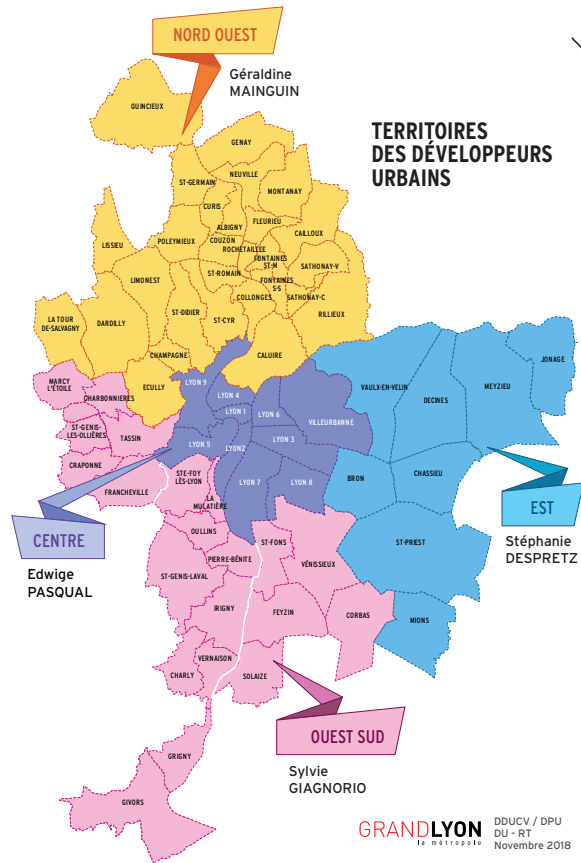 NORD OUEST
Géraldine
MAINGUIN
TERRITOIRES
DES DÉVELOPPEURS
URBAINS
QUINCIEUX
GENAY
NEUVILLE
ST-GERMAIN
MONTANAY
CURIS
ALBIGNY
FLEURIEU
CAILLOUX
POLEYMIEUX
COUZON
ROCHETAILLEE
LISSIEU
FONTAINES
ST-M
SATHONAY-V
ST-ROMAIN
LIMONEST
FONTAINES
S-S
COLLONGES
SATHONAY-C
RILLIEUX
ST-DIDIER
ST-CYR
LA TOUR
DE-SALVAGNY
DARDILLY
CHAMPAGNE
CALUIRE
ECULLY
MARCY
L'ÉTOILE
CHARBONNIÈRES
ST-GENIS-
LES-OLLIÈRES
TASSIN
CRAPONNE
FRANCHEVILLE
LYON 9
LYON 4
LYON 1
LYON 6
VILLEURBANNE
LYON 5
LYON2
LYON 3
LYON 7
LYON 8
VAULX-EN-VELIN
DECINES
MEYZIEU
JONAGE
BRON
CHASSIEU
ST-PRIEST
MIONS
EST
Stéphanie
DESPRETZ
CENTRE
Edwige
PASQUAL
STE-FOY
LÈS-LYON
LA
MULATIÈRE
OULLINS
PIERRE-BÉNITE
ST-FONS
VÉNISSIEUX
ST-GENIS-LAVAL
IRIGNY
FEYZIN
CORBAS
VERNAISON
CHARLY
SOLAIZE
GRIGNY
GIVORS
OUEST SUD
Sylvie
GIAGNORIO
GRANDLYON
la métropole
DDUCV / DPU
DU - RT
Novembre 2018